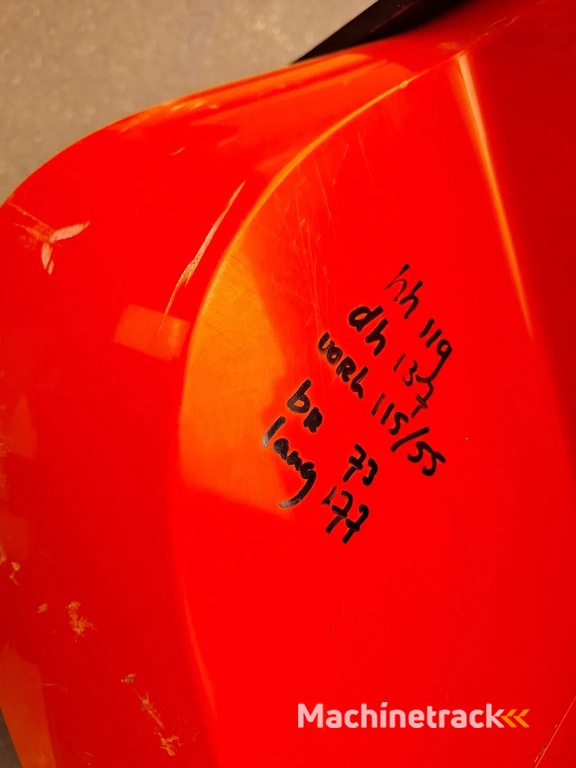 hh 119
dh 137
vorh 115/55
bR 73
lang 177
Machinetrack